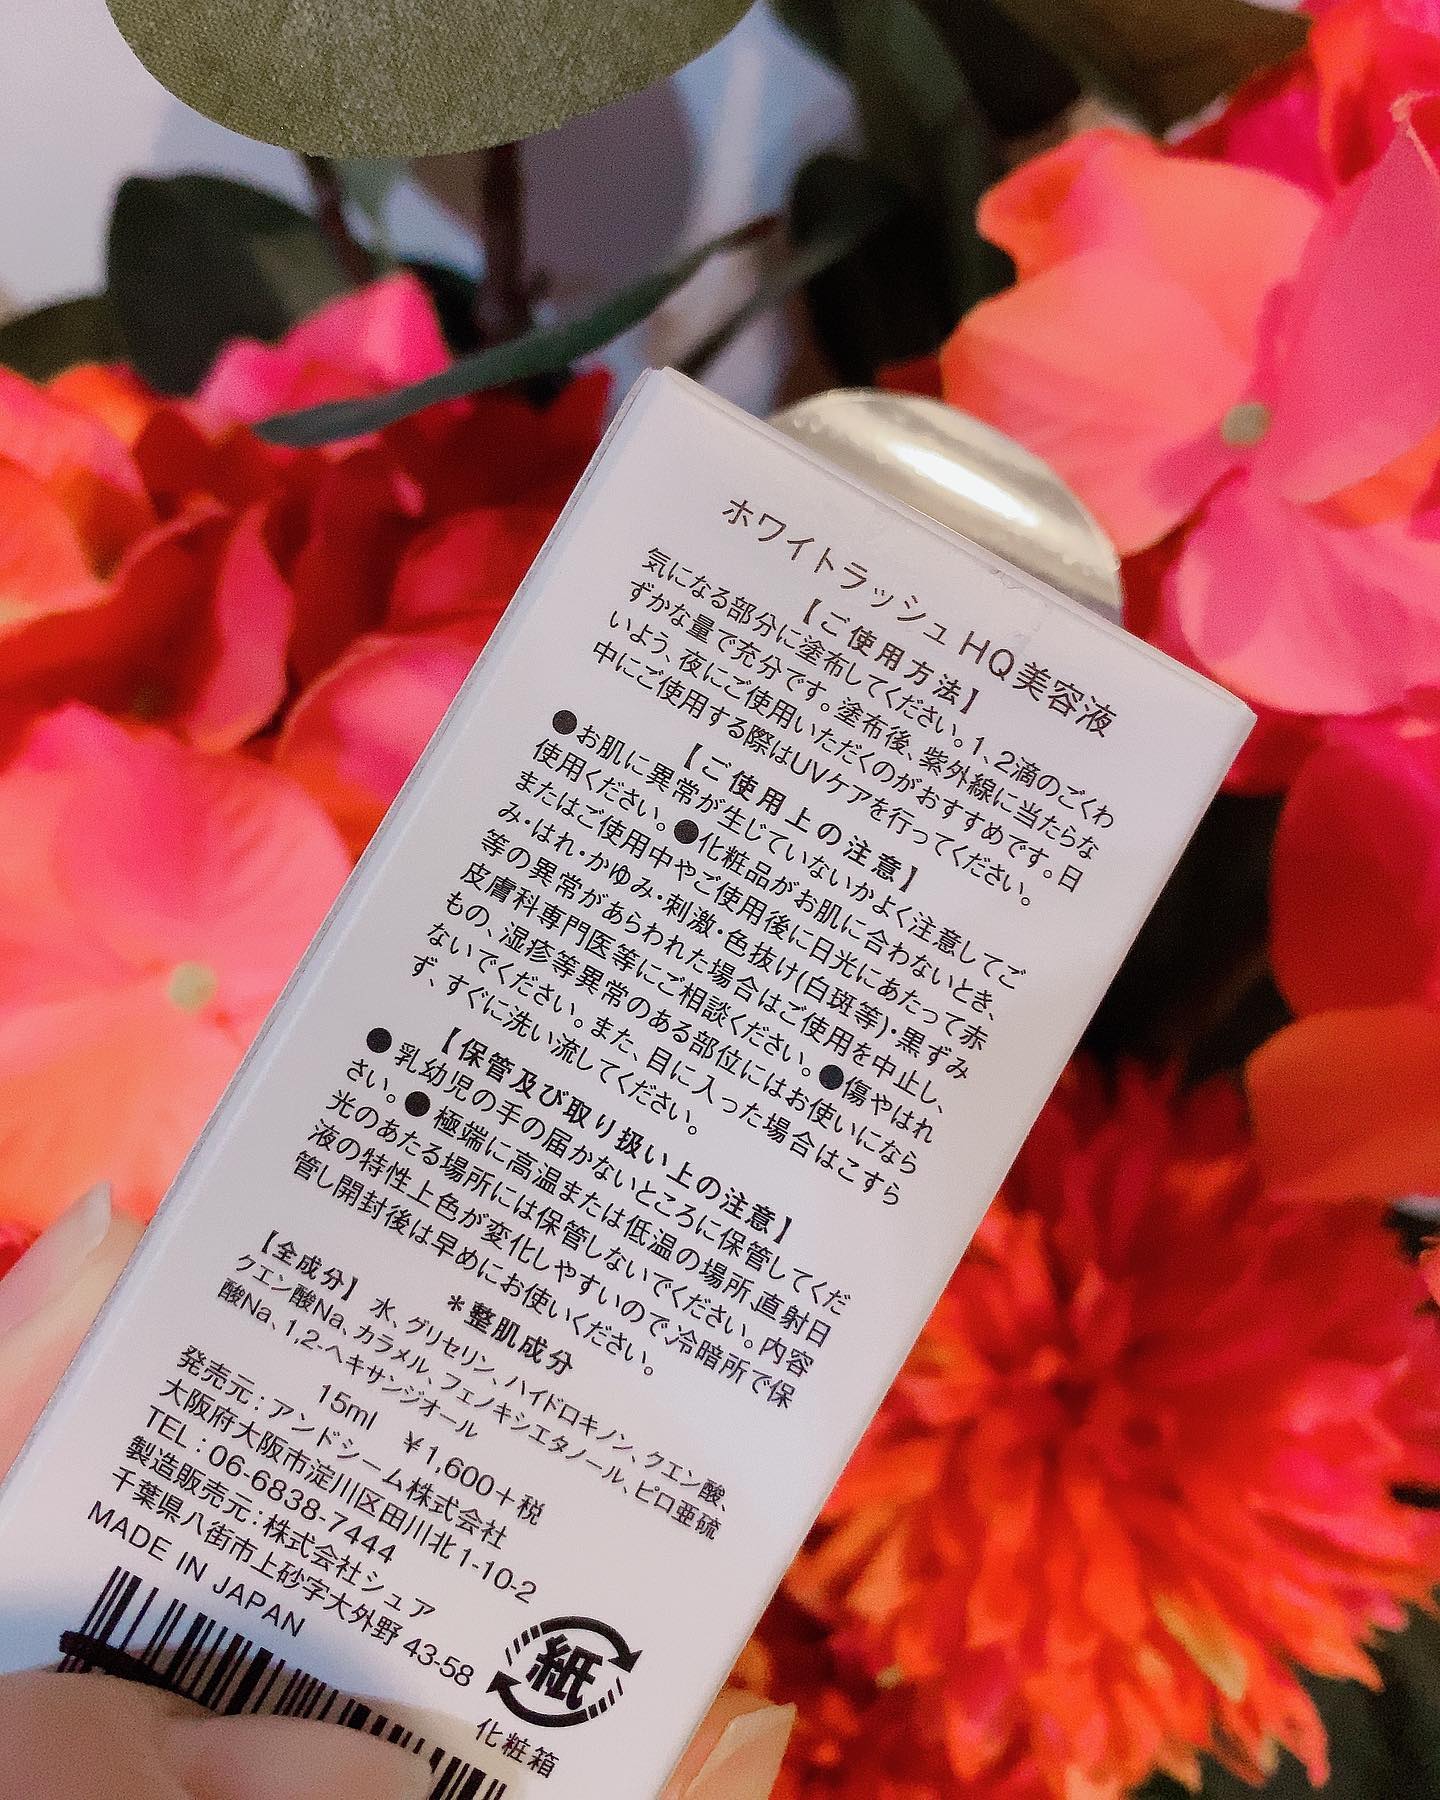 ホワイトラッシュHQ美容液
【ご使用方法】
気になる部分に塗布してください。1、2滴のごくわ
ずかな量で充分です。塗布後、紫外線に当たらな
いよう、夜にご使用いただくのがおすすめです。日
中にご使用する際はUVケアを行ってください。
【ご使用上の注意】
●お肌に異常が生じていないかよく注意してご
使用ください。●化粧品がお肌に合わないとき、
またはご使用中やご使用後に日光にあたって赤
み・はれ・かゆみ・刺激・色抜け(白斑等)・黒ずみ
等の異常があらわれた場合はご使用を中止し、
皮膚科専門医等にご相談ください。●傷やはれ
もの、湿疹等異常のある部位にはお使いになら
ないでください。また、目に入った場合はこすら
ず、すぐに洗い流してください。
【保管及び取り扱い上の注意】
●乳幼児の手の届かないところに保管してくだ
さい。●極端に高温または低温の場所、直射日
光のあたる場所には保管しないでください。内容
液の特性上色が変化しやすいので、冷暗所で保
管し開封後は早めにお使いください。
＊整肌成分
【全成分】水、グリセリン、ハイドロキノン、クエン酸、
クエン酸Na、カラメル、フェノキシエタノール、ピロ亜硫
酸Na、1,2-ヘキサンジオール
15ml ￥1,600＋税
発売元：アンドシーム株式会社
大阪府大阪市淀川区田川北1-10-2
TEL：06-6838-7444
製造販売元：株式会社シュア
千葉県八街市上砂字大外野43-58
MADE IN JAPAN
紙
化粧箱